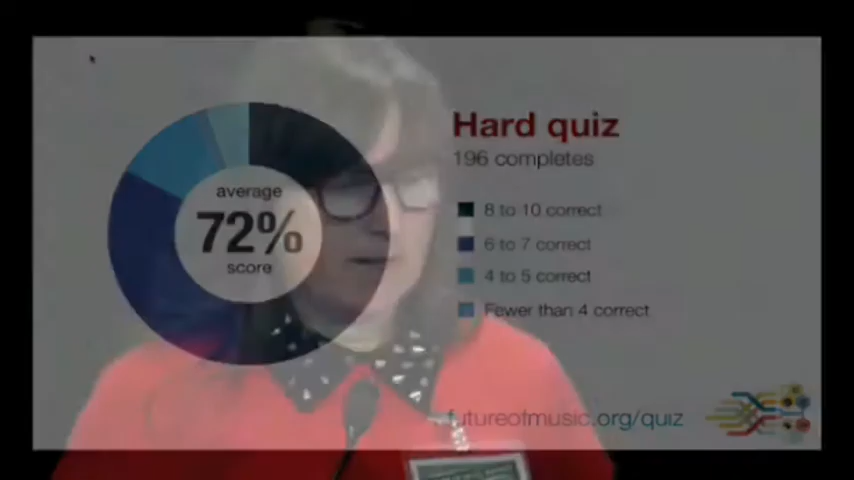 Hard quiz
196 completes
average
72%
score
8 to 10 correct
6 to 7 correct
4 to 5 correct
Fewer than 4 correct
futureofmusic.org/quiz